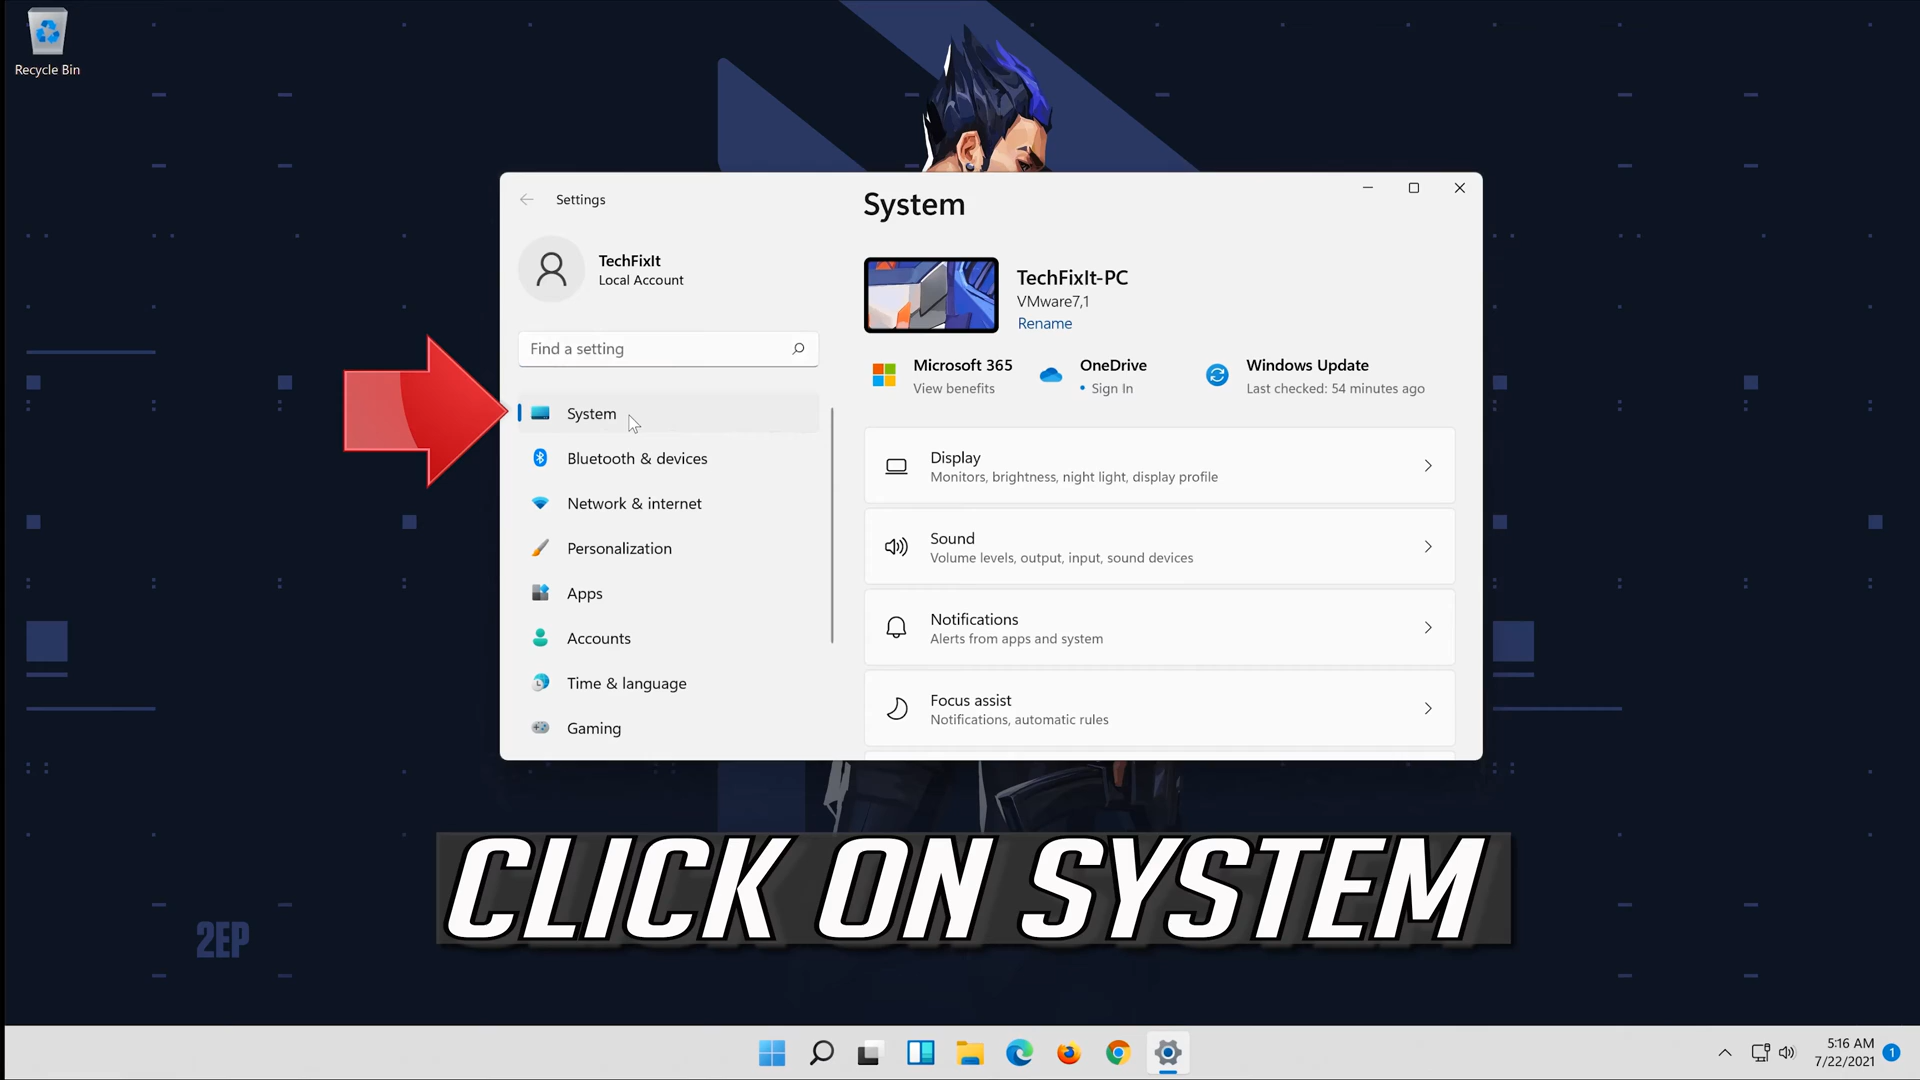 Recycle Bin
Settings
System
TechFixIt
Local Account
TechFixIt-PC
VMware7,1
Rename
Find a setting
Microsoft 365
View benefits
OneDrive
• Sign In
Windows Update
Last checked: 54 minutes ago
System
Bluetooth & devices
Network & internet
Personalization
Apps
Accounts
Time & language
Gaming
Display
Monitors, brightness, night light, display profile
Sound
Volume levels, output, input, sound devices
Notifications
Alerts from apps and system
Focus assist
Notifications, automatic rules
CLICK ON SYSTEM
2EP
5:16 AM
7/22/2021
1